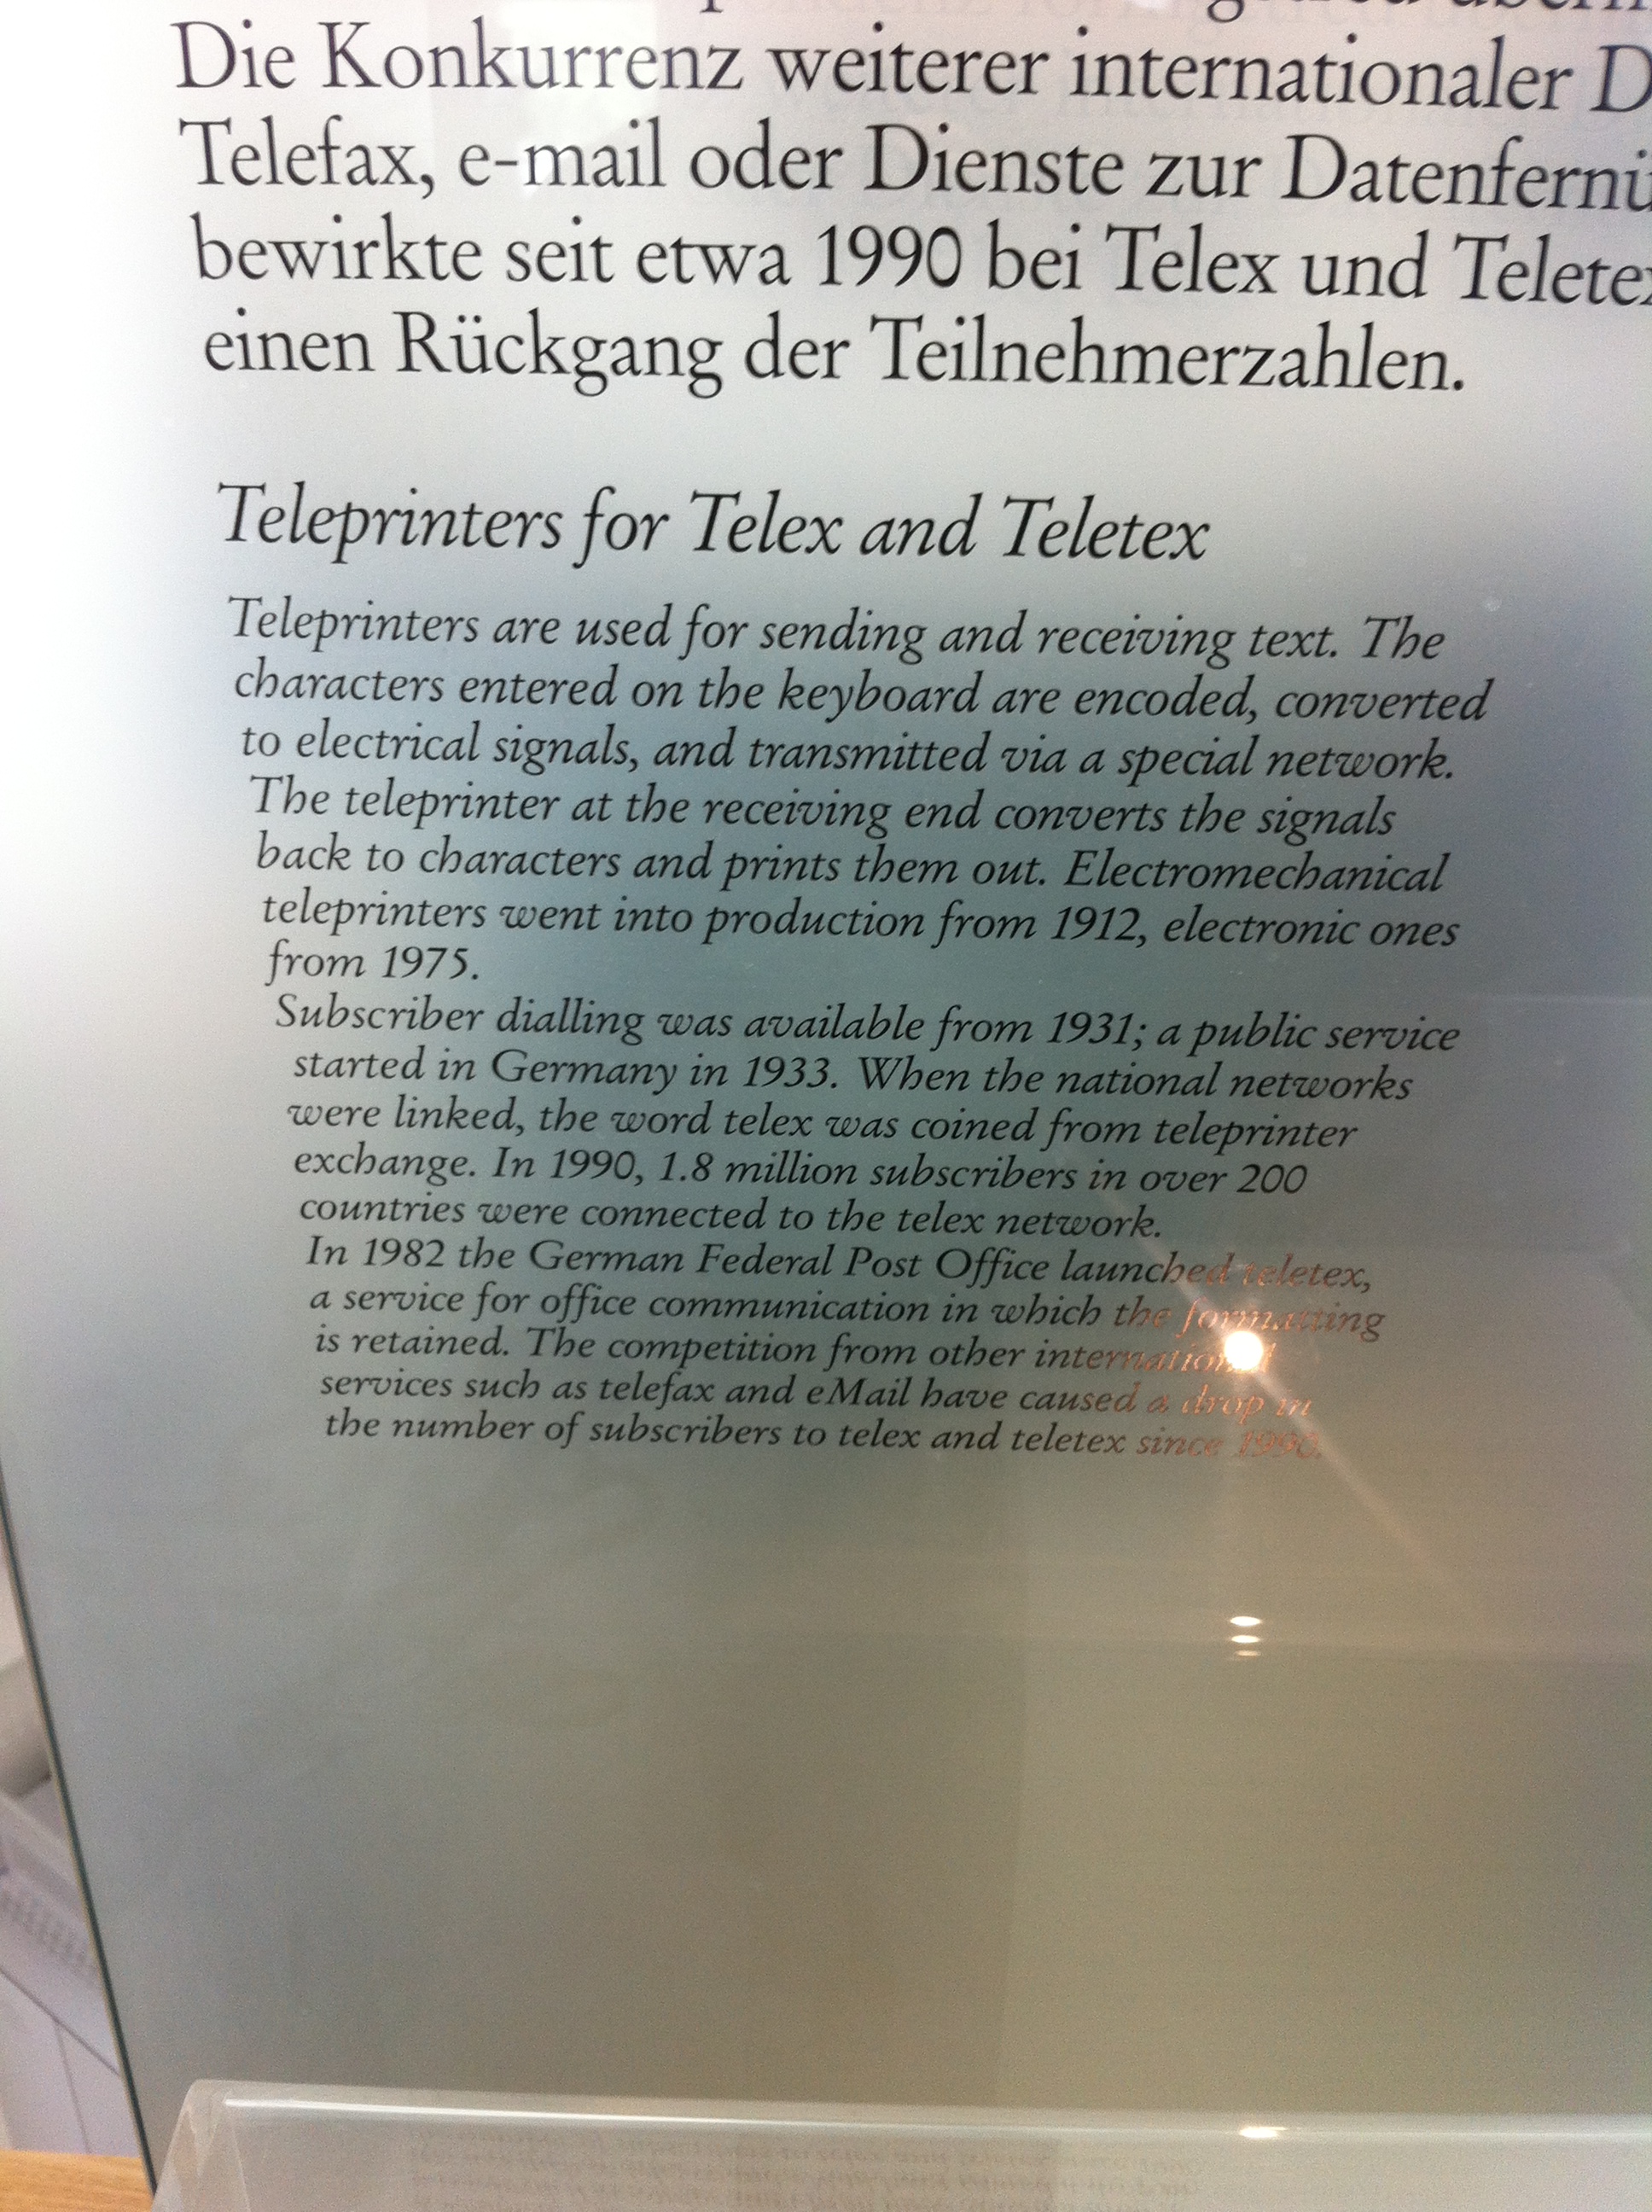 Die Konkurrenz weiterer internationaler
Telefax, e-mail oder Dienste zur
bewirkte seit etwa 1990 bei Telex und
einen Rückgang der Teilnehmerzahlen.
Teleprinters for Telex and Teletex
Teleprinters are used for sending and receiving text. The
characters entered on the keyboard are encoded, converted
to electrical signals, and transmitted via a special network.
The teleprinter at the receiving end converts the signals
back to characters and prints them out. Electromechanical
teleprinters went into production from 1912, electronic ones
from 1975.
Subscriber dialling was available from 1931; a public service
started in Germany in 1933. When the national networks
were linked, the word telex was coined from teleprinter
exchange. In 1990, 1.8 million subscribers in over 200
countries were connected to the telex network.
In 1982 the German Federal Post Office launched teletex,
a service for office communication in which the formatting
is retained. The competition from other international
services such as telefax and eMail have caused a drop in
the number of subscribers to telex and teletex since 1990.